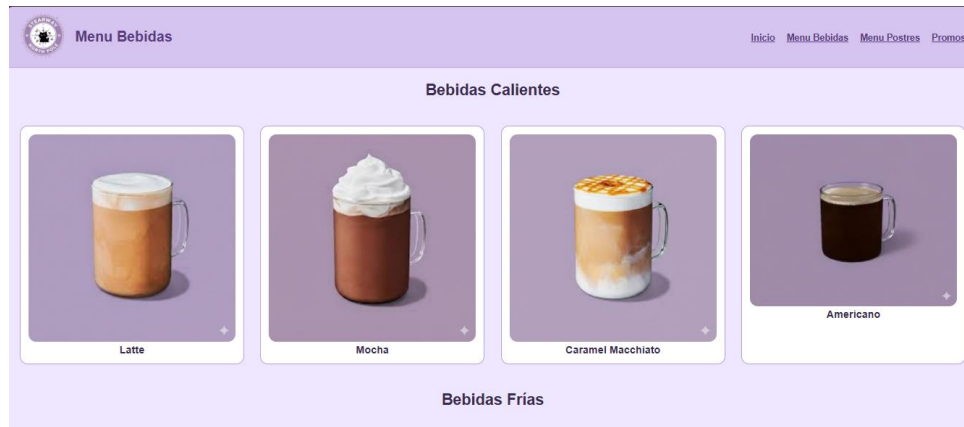 Menu Bebidas
Inicio Menu Bebidas Menu Postres Promos
Bebidas Calientes
Latte
Mocha
Caramel Macchiato
Americano
Bebidas Frías